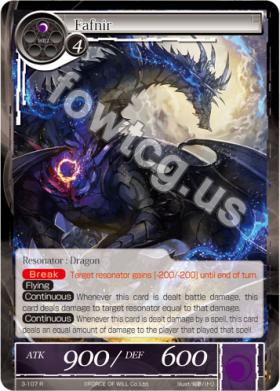 Fafnir
WILL
4
fowtcg.us
Resonator : Dragon
Break Target resonator gains [-200/-200] until end of turn.
Flying
Continuous Whenever this card is dealt battle damage, this
card deals damage to target resonator equal to that damage.
Continuous Whenever this card is dealt damage by a spell, this card
deals an equal amount of damage to the player that played that spell.
ATK 900 / DEF 600
3-107 R ©FORCE OF WILL Co.,Ltd. Illust/